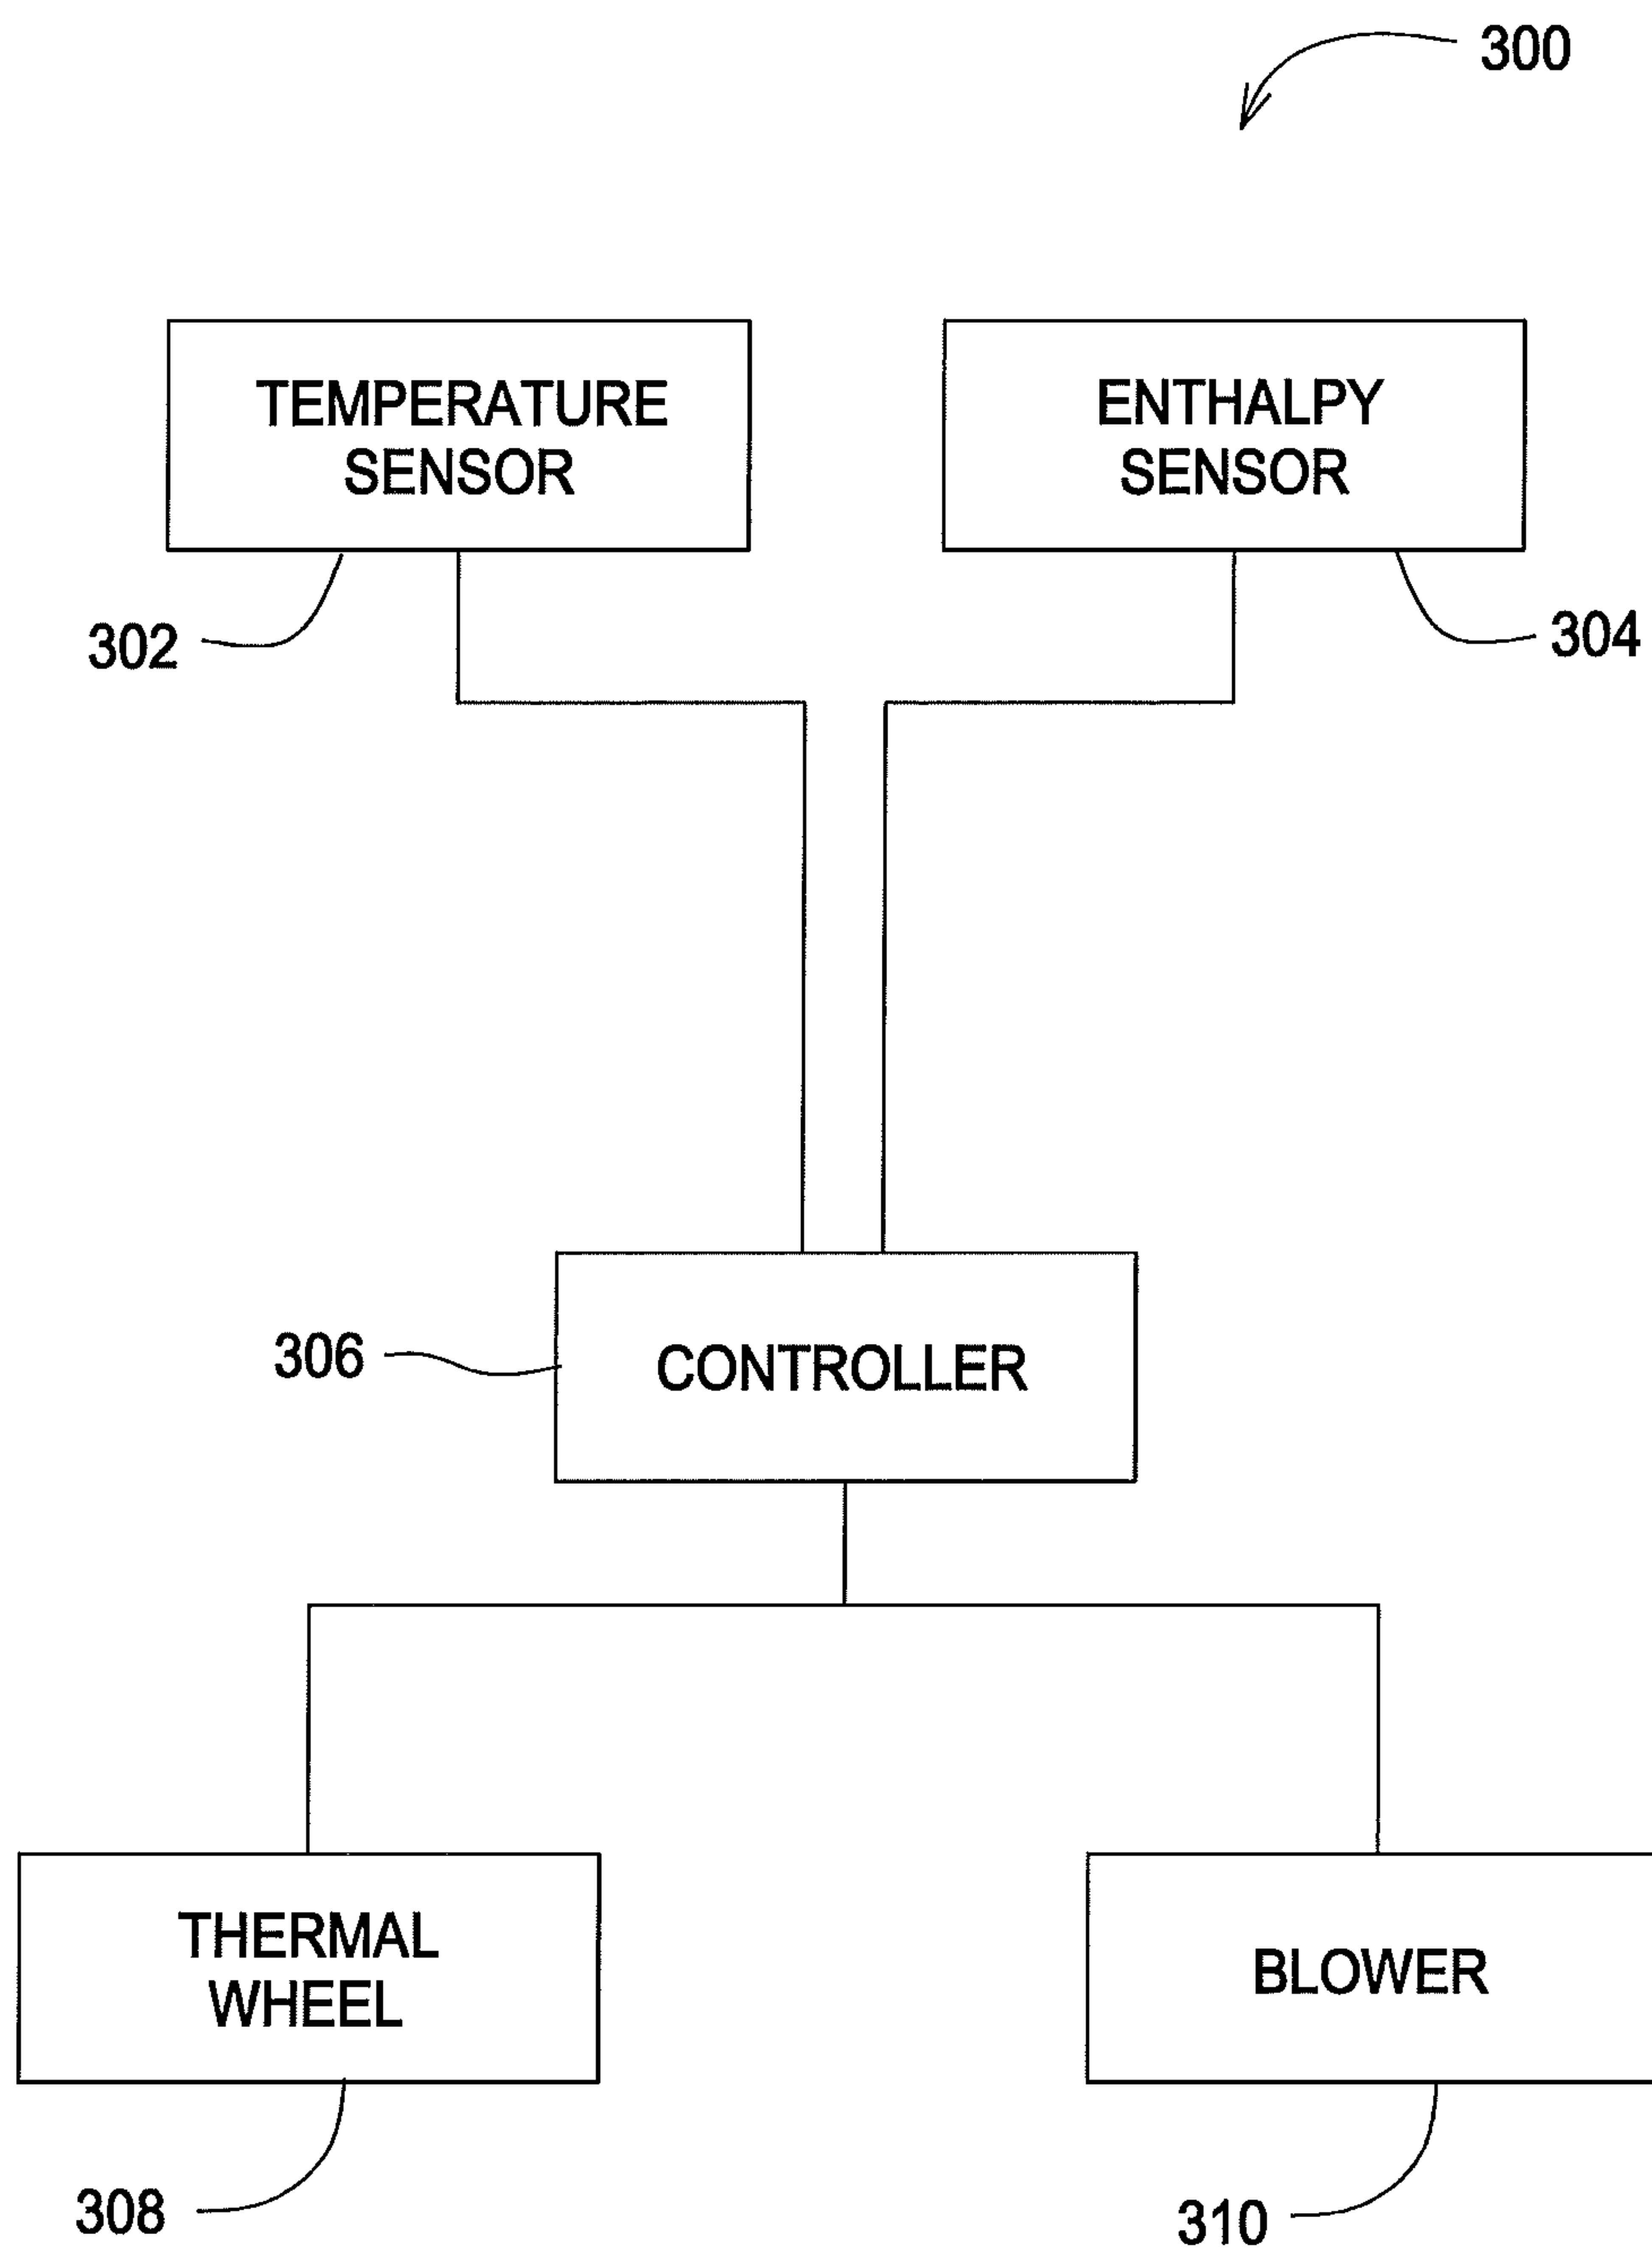 300
TEMPERATURE
SENSOR
ENTHALPY
SENSOR
302
304
306
CONTROLLER
THERMAL
WHEEL
BLOWER
308
310